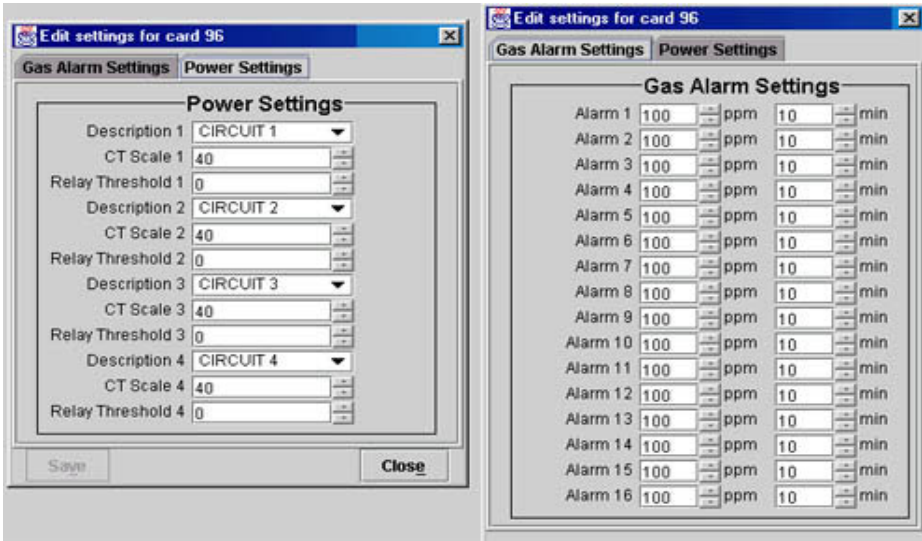 Edit settings for card 96
Gas Alarm Settings Power Settings
Power Settings
Description 1 CIRCUIT 1
CT Scale 1 40
Relay Threshold 1 0
Description 2 CIRCUIT 2
CT Scale 2 40
Relay Threshold 2 0
Description 3 CIRCUIT 3
CT Scale 3 40
Relay Threshold 3 0
Description 4 CIRCUIT 4
CT Scale 4 40
Relay Threshold 4 0
Save Close
Edit settings for card 96
Gas Alarm Settings Power Settings
Gas Alarm Settings
Alarm 1 100 ppm 10 min
Alarm 2 100 ppm 10 min
Alarm 3 100 ppm 10 min
Alarm 4 100 ppm 10 min
Alarm 5 100 ppm 10 min
Alarm 6 100 ppm 10 min
Alarm 7 100 ppm 10 min
Alarm 8 100 ppm 10 min
Alarm 9 100 ppm 10 min
Alarm 10 100 ppm 10 min
Alarm 11 100 ppm 10 min
Alarm 12 100 ppm 10 min
Alarm 13 100 ppm 10 min
Alarm 14 100 ppm 10 min
Alarm 15 100 ppm 10 min
Alarm 16 100 ppm 10 min